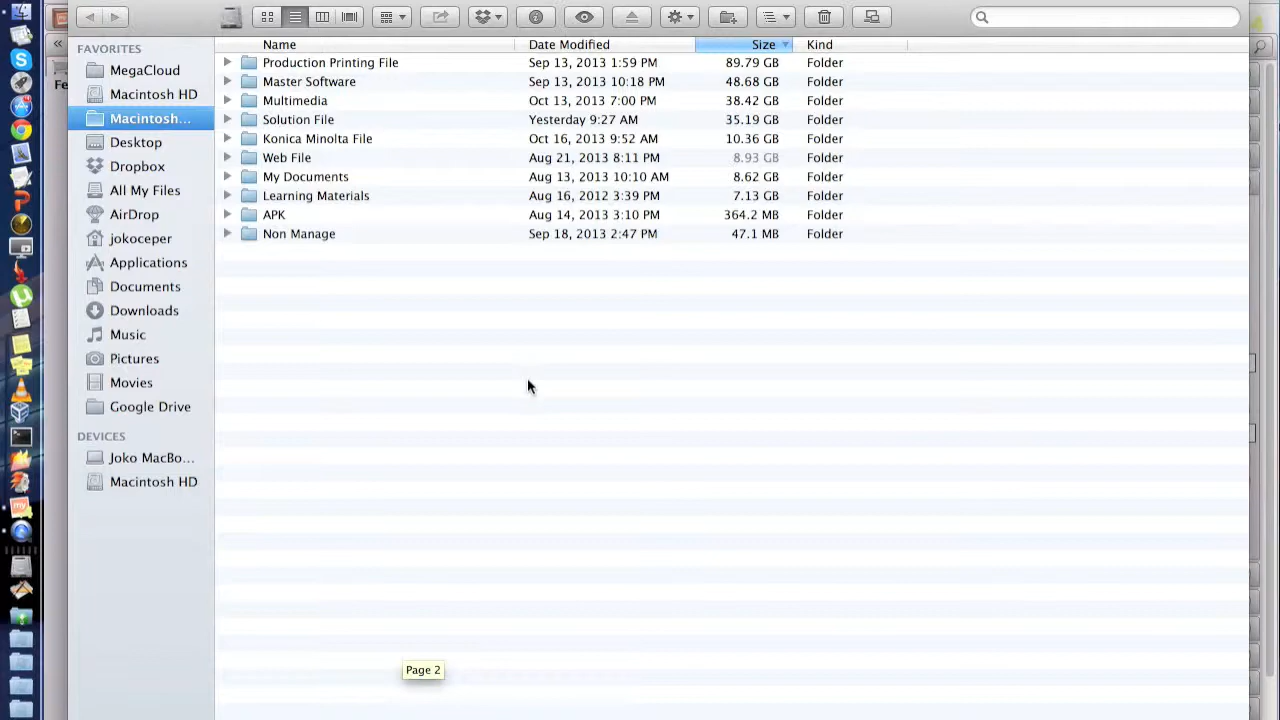 FAVORITES
MegaCloud
Macintosh HD
Macintosh...
Desktop
Dropbox
All My Files
AirDrop
jokoceper
Applications
Documents
Downloads
Music
Pictures
Movies
Google Drive
DEVICES
Joko MacBo...
Macintosh HD
Name Date Modified Size Kind
Production Printing File Sep 13, 2013 1:59 PM 89.79 GB Folder
Master Software Sep 13, 2013 10:18 PM 48.68 GB Folder
Multimedia Oct 13, 2013 7:00 PM 38.42 GB Folder
Solution File Yesterday 9:27 AM 35.19 GB Folder
Konica Minolta File Oct 16, 2013 9:52 AM 10.36 GB Folder
Web File Aug 21, 2013 8:11 PM 8.93 GB Folder
My Documents Aug 13, 2013 10:10 AM 8.62 GB Folder
Learning Materials Aug 16, 2012 3:39 PM 7.13 GB Folder
APK Aug 14, 2013 3:10 PM 364.2 MB Folder
Non Manage Sep 18, 2013 2:47 PM 47.1 MB Folder
Page 2
Fe
my